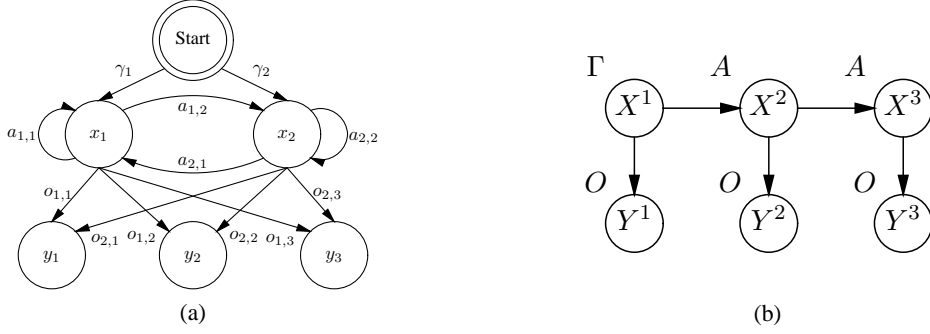 Start
γ₁ γ₂
a₁,₂
a₁,₁ x₁ x₂ a₂,₂
a₂,₁
o₁,₁ o₂,₃
o₂,₁ o₁,₂ o₂,₂ o₁,₃
y₁ y₂ y₃
(a)
Γ A A
X¹ X² X³
O O O
Y¹ Y² Y³
(b)